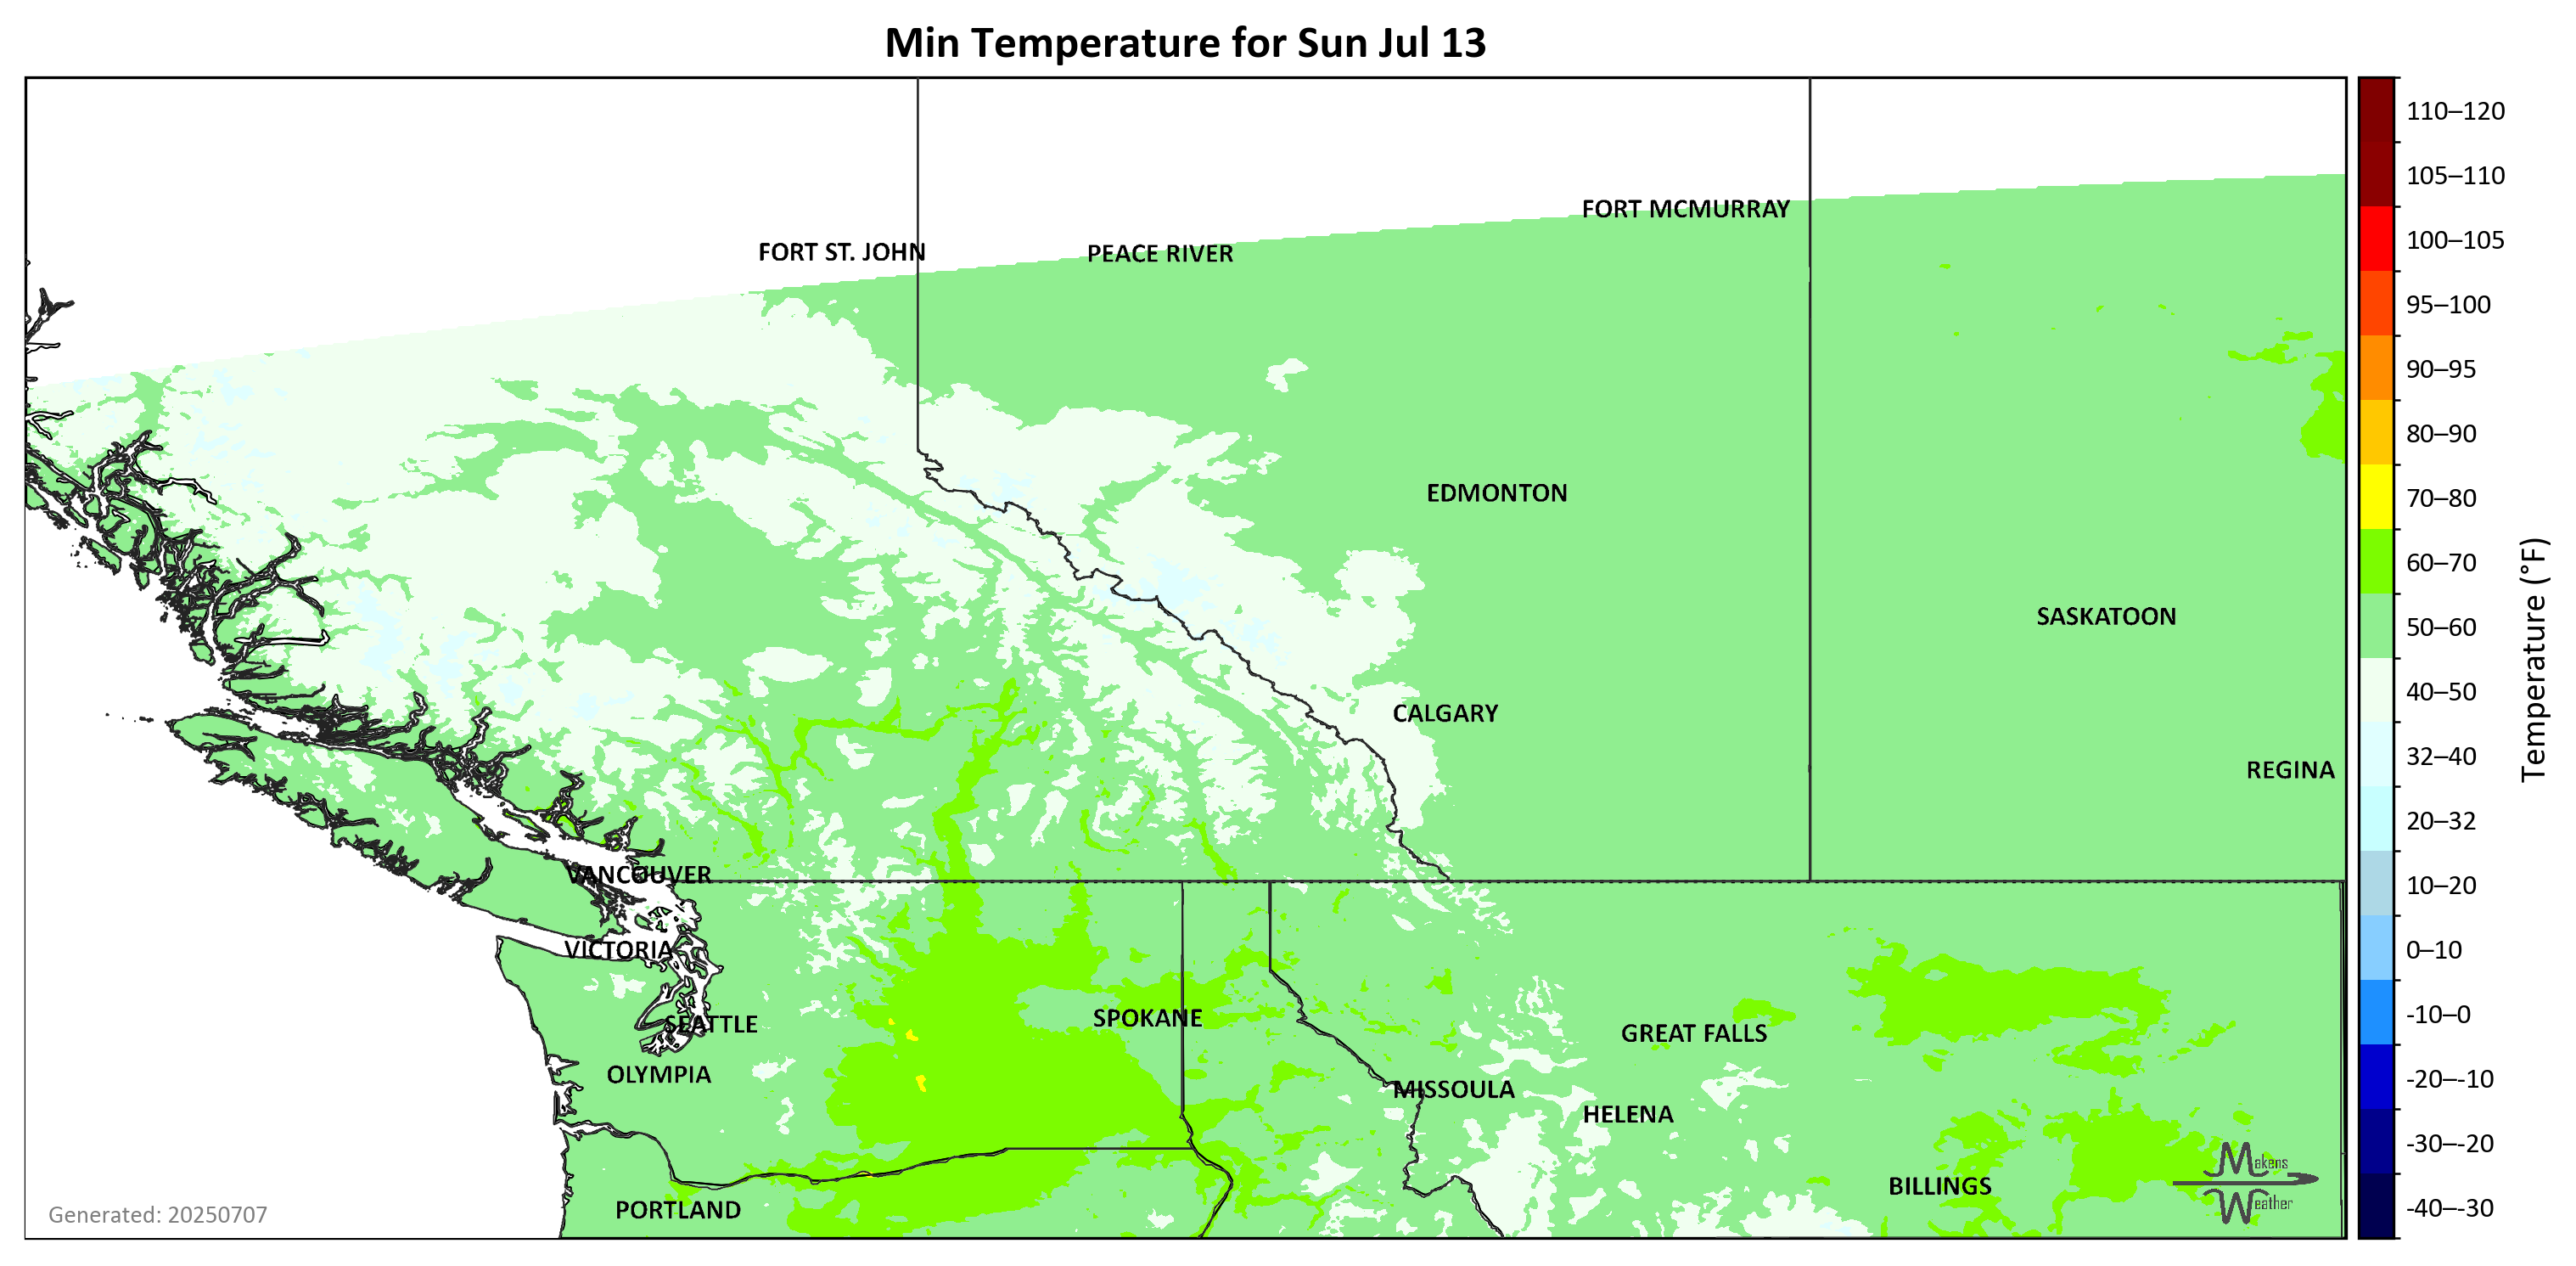 Min Temperature for Sun Jul 13
110–120
105–110
100–105
95–100
90–95
80–90
70–80
60–70
50–60
40–50
32–40
20–32
10–20
0–10
-10–0
-20–-10
-30–-20
-40–-30
Temperature (°F)
FORT MCMURRAY
FORT ST. JOHN
PEACE RIVER
EDMONTON
SASKATOON
CALGARY
REGINA
VANCOUVER
VICTORIA
SEATTLE
SPOKANE
GREAT FALLS
OLYMPIA
MISSOULA
HELENA
BILLINGS
PORTLAND
Makens
Weather
Generated: 20250707